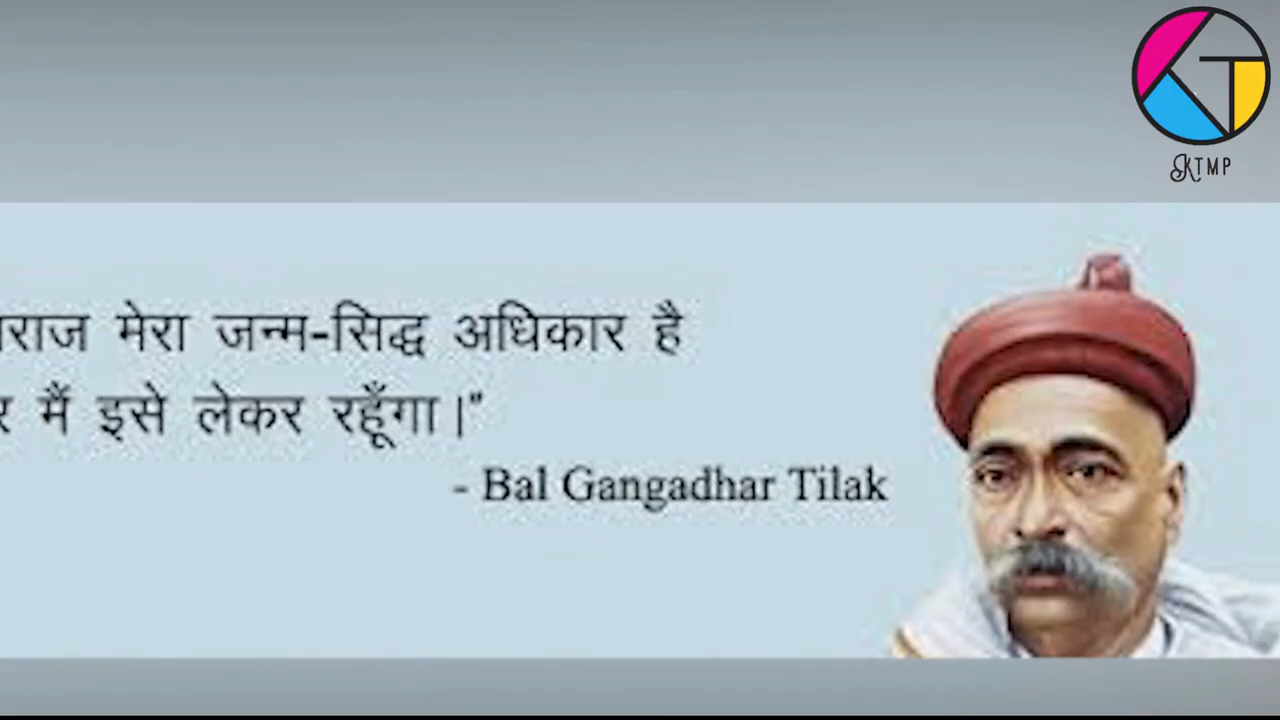 KTMP
मेरा जन्म-सिद्ध अधिकार है
मैं इसे लेकर रहूँगा।"
- Bal Gangadhar Tilak